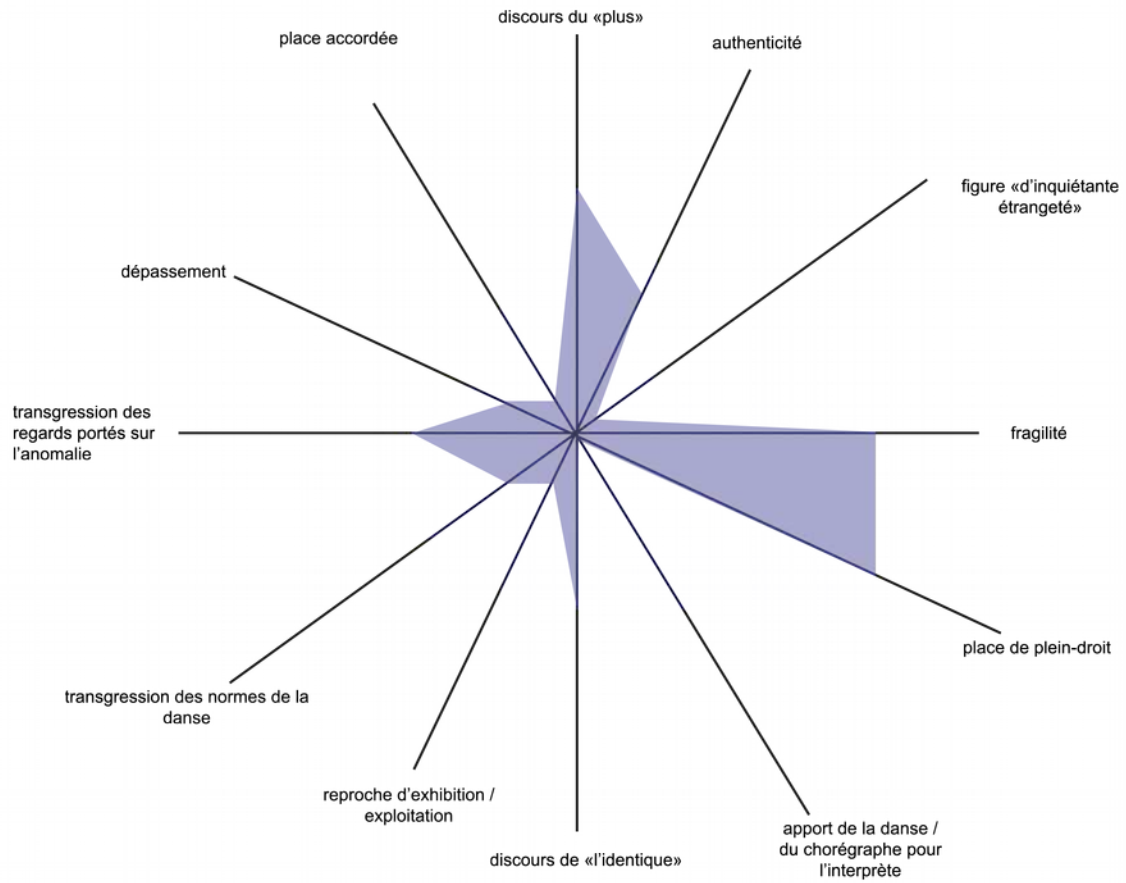 discours du «plus»
place accordée
authenticité
figure «d’inquiétante
étrangeté»
dépassement
transgression des
regards portés sur
l’anomalie
fragilité
place de plein-droit
transgression des normes de la
danse
reproche d’exhibition /
exploitation
apport de la danse /
du chorégraphe pour
l’interprète
discours de «l’identique»